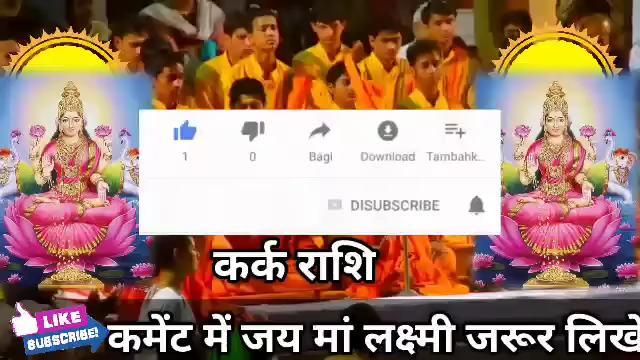 1
0
Bagi
Download
Tambahk...
DISUBSCRIBE
कर्क राशि
LIKE
SUBSCRIBE!
कमेंट में जय मां लक्ष्मी जरूर लिखे